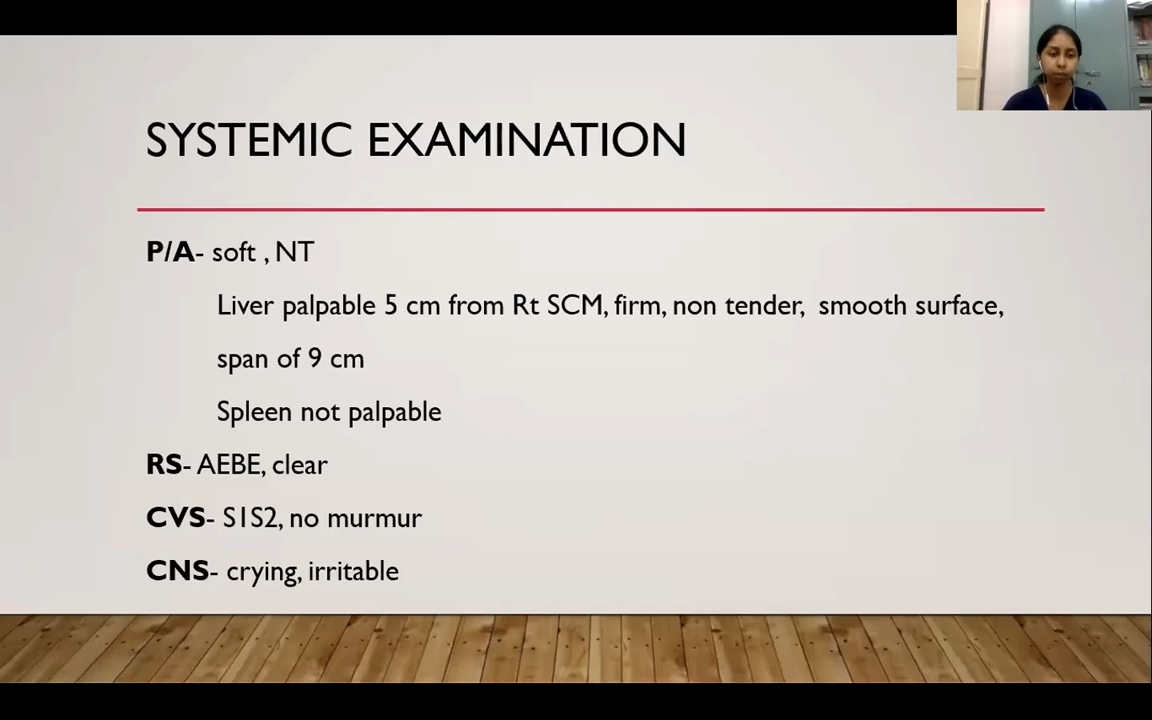 SYSTEMIC EXAMINATION
P/A- soft , NT
Liver palpable 5 cm from Rt SCM, firm, non tender, smooth surface,
span of 9 cm
Spleen not palpable
RS- AEBE, clear
CVS- S1S2, no murmur
CNS- crying, irritable